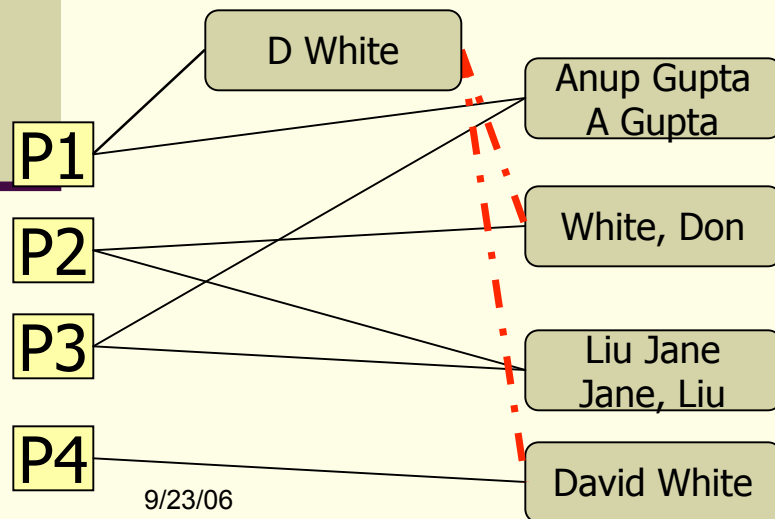 D White
Anup Gupta
A Gupta
P1
White, Don
P2
P3
Liu Jane
Jane, Liu
P4
David White
9/23/06